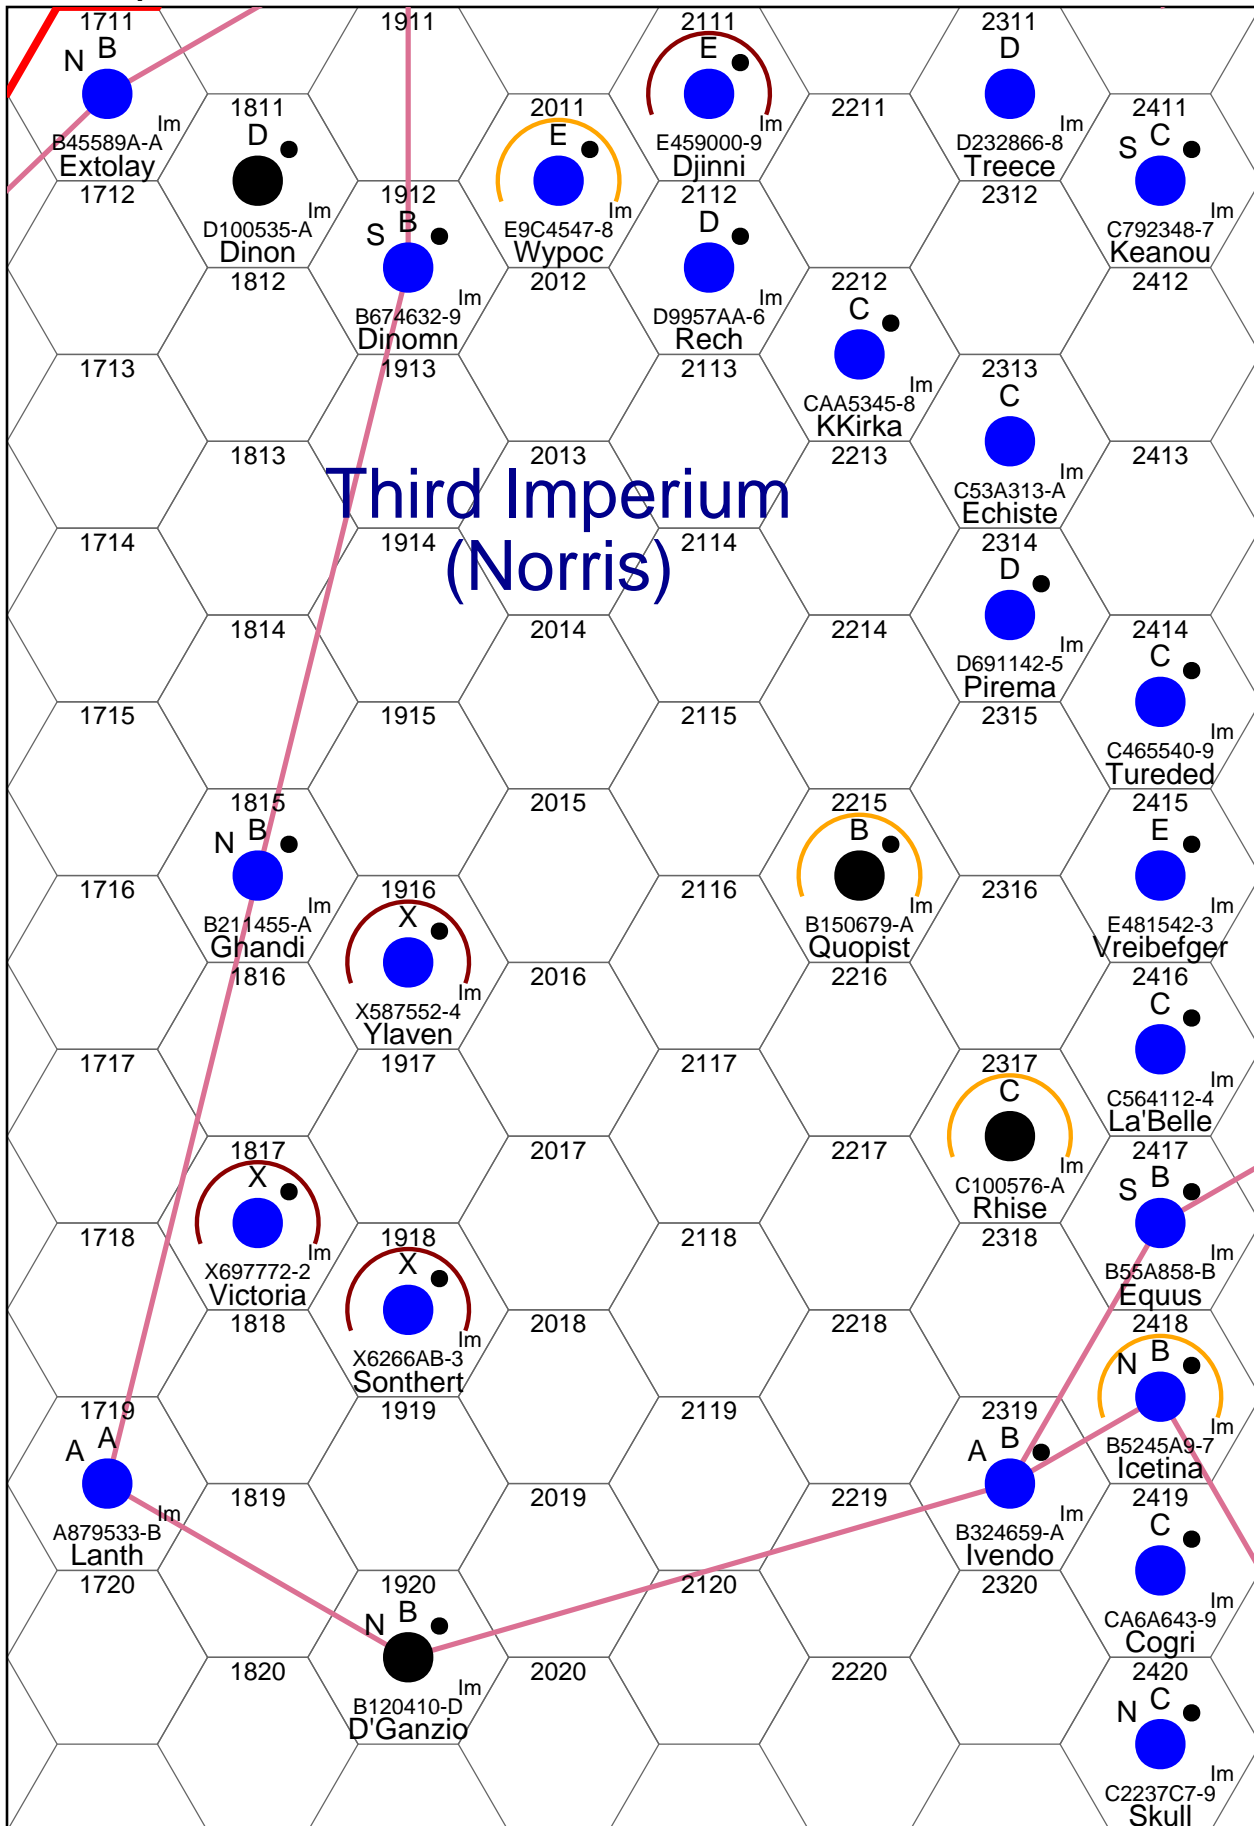 1711
B
N
Im
B45589A-A
Extolay
1811
D
Im
D100535-A
Dinon
1911
2011
E
Im
E9C4547-8
Wypoc
2111
E
Im
E459000-9
Djinni
2211
2311
D
Im
D232866-8
Treece
2411
C
S
Im
C792348-7
Keanou
1712
1812
1912
B
S
Im
B674632-9
Dinomn
2012
2112
D
Im
D9957AA-6
Rech
2212
C
Im
CAA5345-8
KKirka
2312
2412
1713
1813
1913
2013
2113
2213
2313
C
Im
C53A313-A
Echiste
2413
Third Imperium
(Norris)
1714
1814
1914
2014
2114
2214
2314
D
Im
D691142-5
Pirema
2414
C
Im
C465540-9
Tureded
1715
1815
B
N
Im
B211455-A
Ghandi
1915
2015
2115
2215
B
Im
B150679-A
Quopist
2315
2415
E
Im
E481542-3
Vreibefger
1716
1816
1916
X
Im
X587552-4
Ylaven
2016
2116
2216
2316
2416
C
Im
C564112-4
La'Belle
1717
1817
X
Im
X697772-2
Victoria
1917
2017
2117
2217
2317
C
Im
C100576-A
Rhise
2417
B
S
Im
B55A858-B
Equus
1718
1818
1918
X
Im
X6266AB-3
Sonthert
2018
2118
2218
2318
2418
B
N
Im
B5245A9-7
Icetina
1719
A
A
Im
A879533-B
Lanth
1819
1919
2019
2119
2219
2319
B
A
Im
B324659-A
Ivendo
2419
C
Im
CA6A643-9
Cogri
1720
1820
1920
B
N
Im
B120410-D
D'Ganzio
2020
2120
2220
2320
2420
C
N
Im
C2237C7-9
Skull